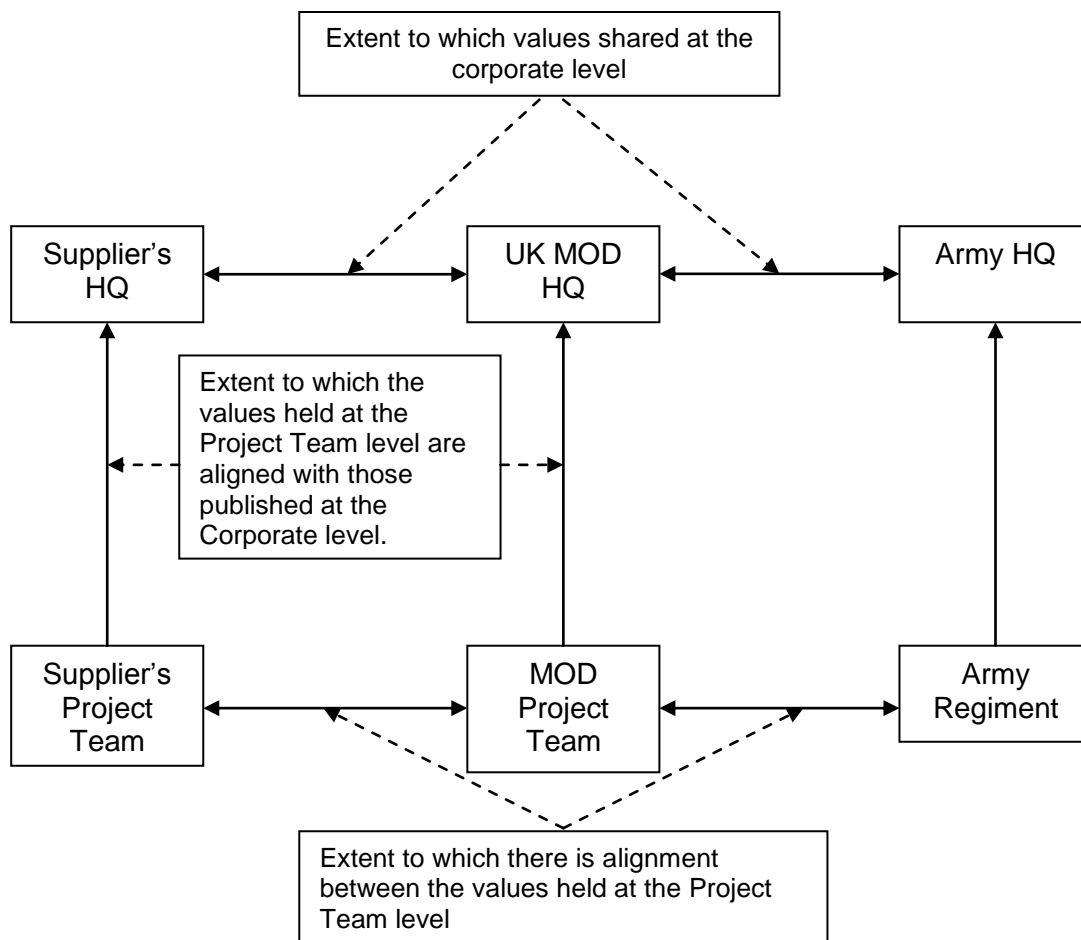 Extent to which values shared at the
corporate level
Supplier's
HQ
UK MOD
HQ
Army HQ
Extent to which the
values held at the
Project Team level are
aligned with those
published at the
Corporate level.
Supplier's
Project
Team
MOD
Project
Team
Army
Regiment
Extent to which there is alignment
between the values held at the Project
Team level